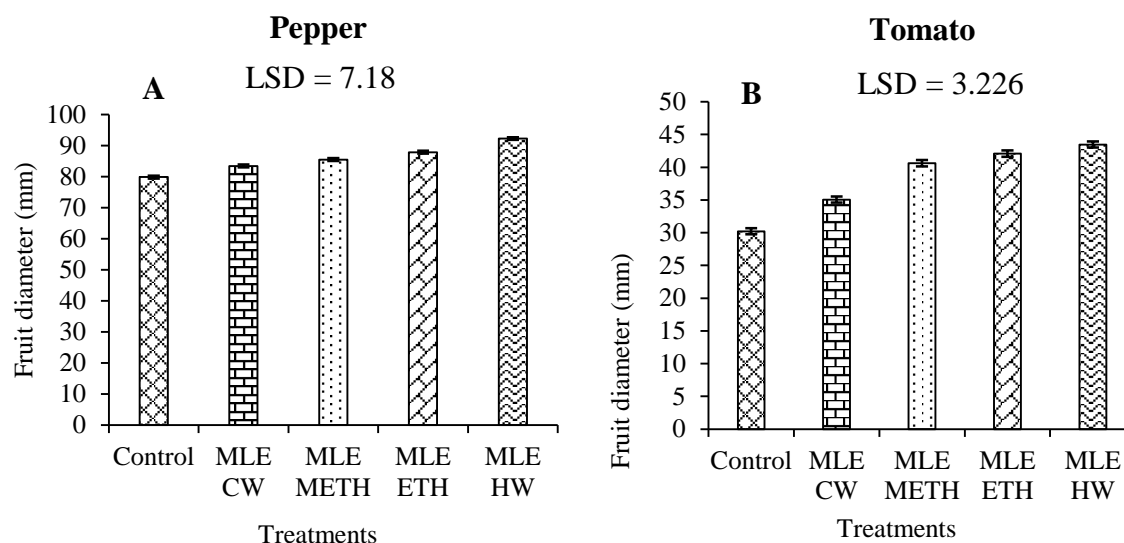 Pepper
LSD = 7.18
A
Fruit diameter (mm)
100
90
80
70
60
50
40
30
20
10
0
Control MLE CW MLE METH MLE ETH MLE HW
Treatments
Tomato
LSD = 3.226
B
Fruit diameter (mm)
50
45
40
35
30
25
20
15
10
5
0
Control MLE CW MLE METH MLE ETH MLE HW
Treatments